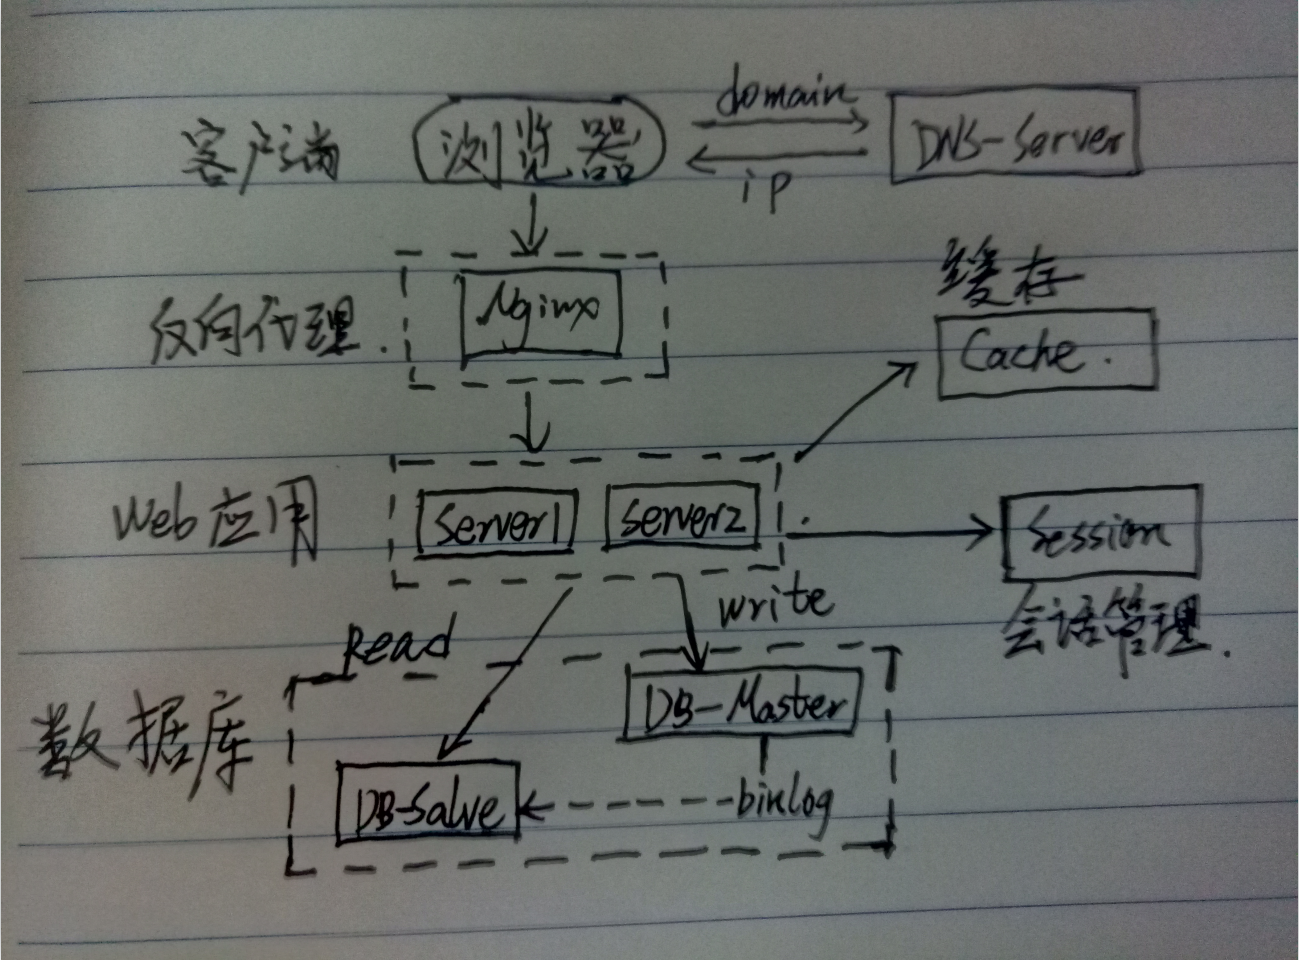 domain
客户端 浏览器 DNS-Server
ip
缓存
反向代理. Nginx Cache.
Web应用 Server1 Server2 Session
write 会话管理.
Read
数据库 DB-Master
DB-Salve binlog